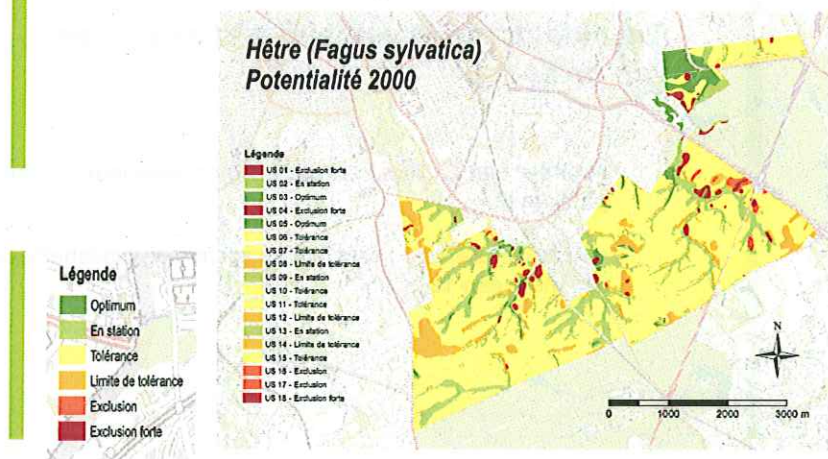 Hêtre (Fagus sylvatica)
Potentialité 2000
Légende
US 01 - Exclusion forte
US 02 - En station
US 03 - Optimum
US 04 - Exclusion forte
US 05 - Optimum
US 06 - Tolérance
US 07 - Tolérance
US 08 - Limite de tolérance
US 09 - En station
US 10 - Tolérance
US 11 - Tolérance
US 12 - Limite de tolérance
US 13 - En station
US 14 - Limite de tolérance
US 15 - Tolérance
US 16 - Exclusion
US 17 - Exclusion
US 18 - Exclusion forte
Légende
Optimum
En station
Tolérance
Limite de tolérance
Exclusion
Exclusion forte
N
0 1000 2000 3000 m